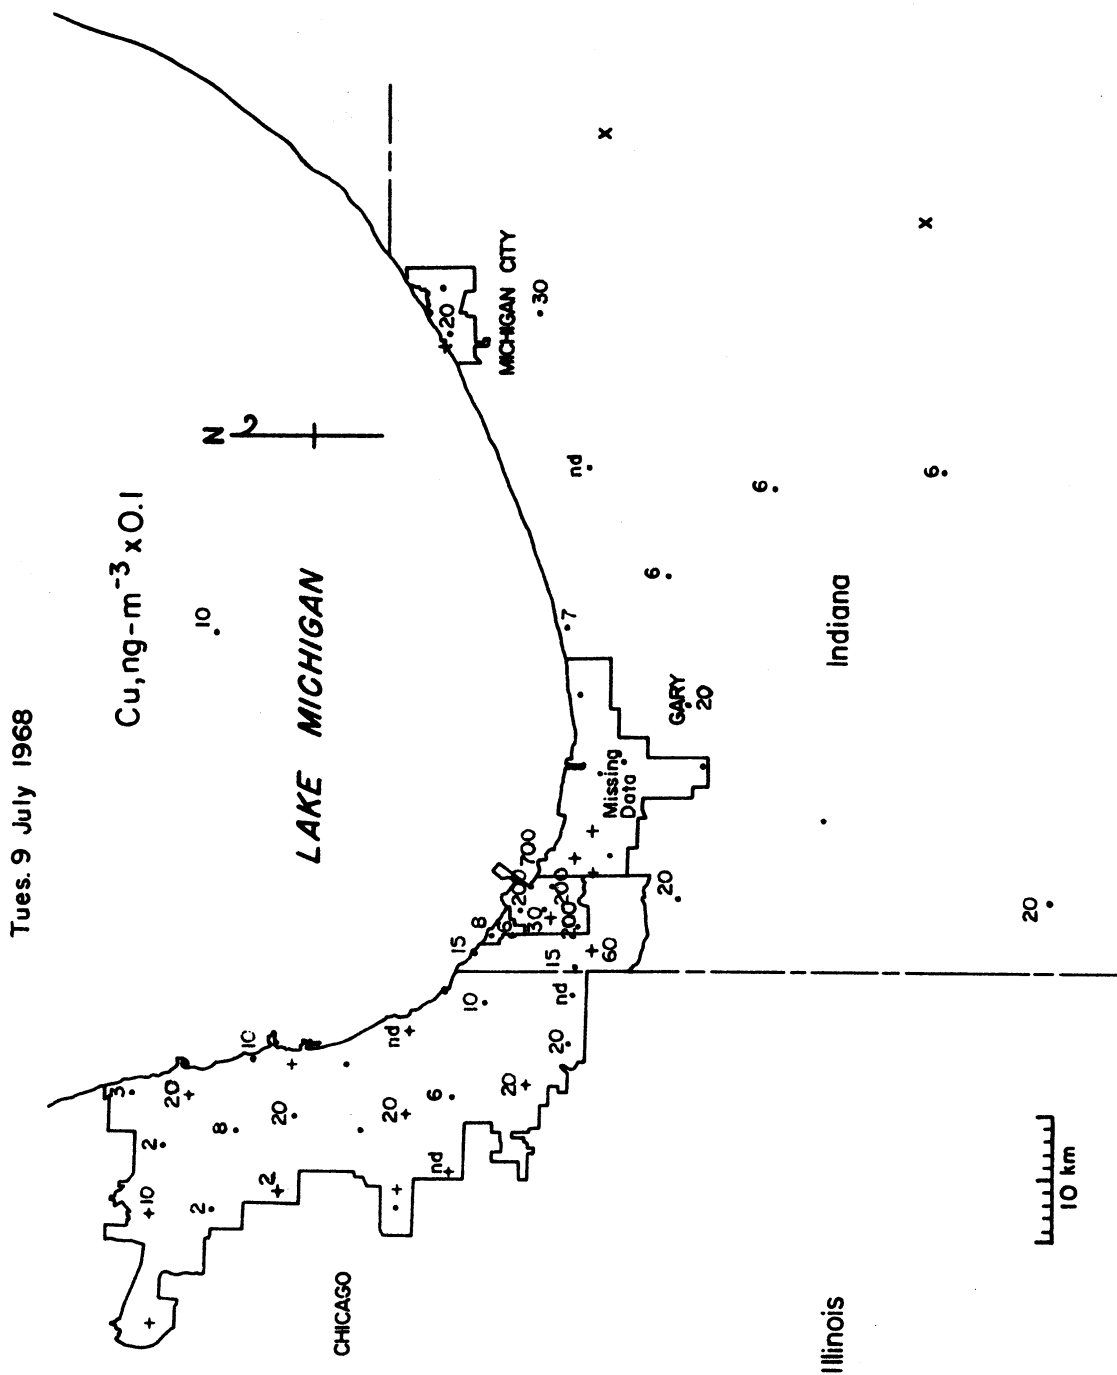 Tues. 9 July 1968
Cu, ng-m⁻³ x 0.1
N
LAKE MICHIGAN
MICHIGAN CITY
CHICAGO
GARY
Missing
Data
Illinois
Indiana
10 km
3
2
+10
20
8
2
10
20
2
nd
20
6
nd
10
20
20
nd
15
15
8
6
30
200
700
200
200
60
20
20
20
7
6
nd
6
6
10
20
30
x
x